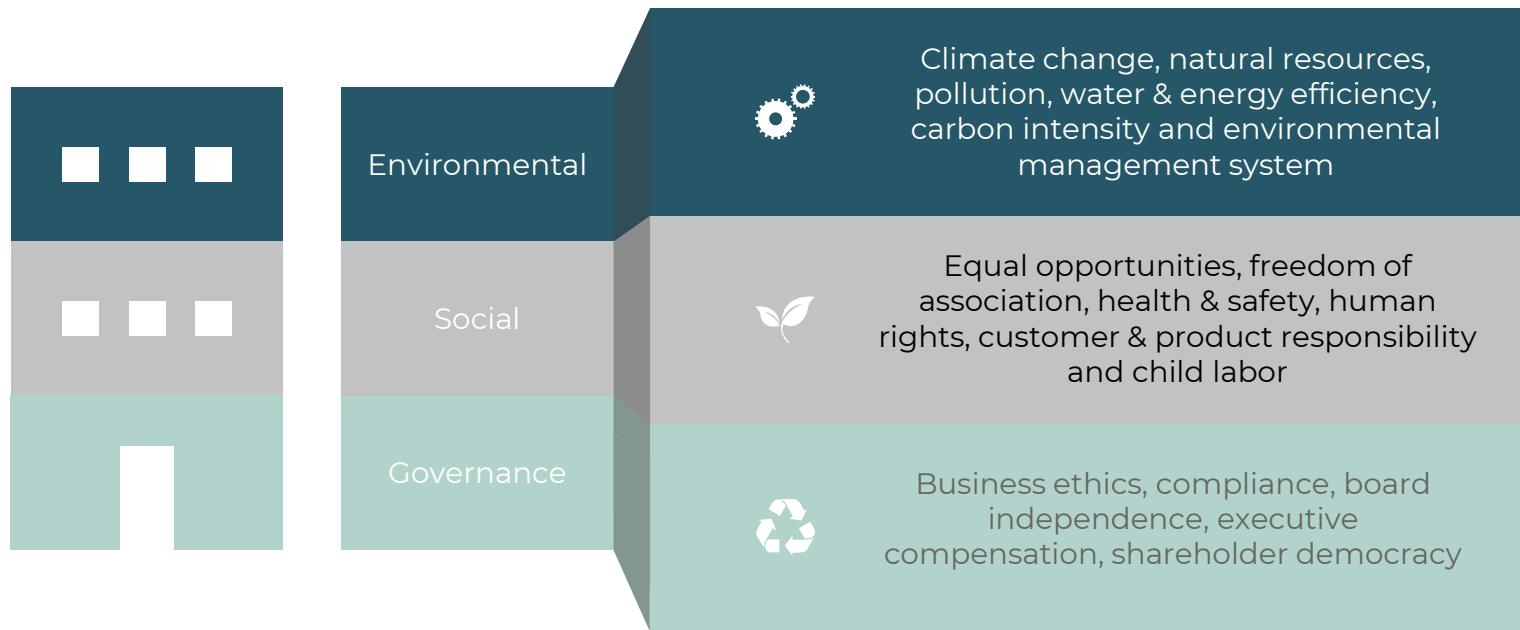 Environmental
Climate change, natural resources,
pollution, water & energy efficiency,
carbon intensity and environmental
management system
Social
Equal opportunities, freedom of
association, health & safety, human
rights, customer & product responsibility
and child labor
Governance
Business ethics, compliance, board
independence, executive
compensation, shareholder democracy